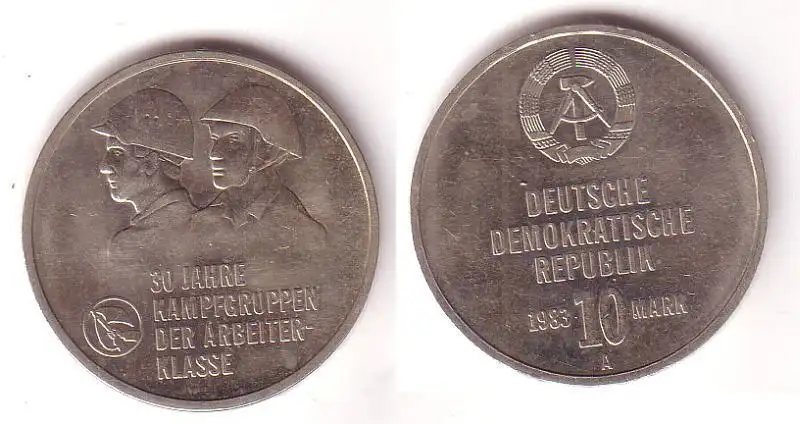 30 JAHRE
KAMPFGRUPPEN
DER ARBEITER-
KLASSE
DEUTSCHE
DEMOKRATISCHE
REPUBLIK
1983 10 MARK
A